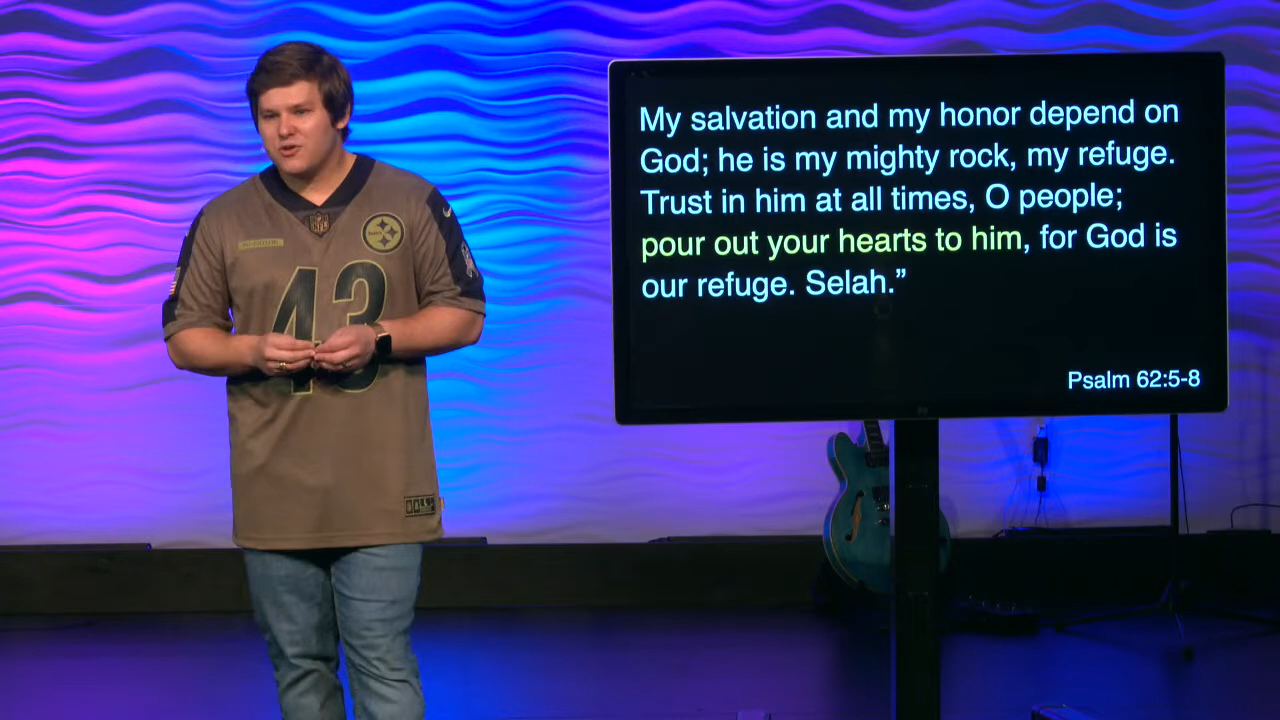 My salvation and my honor depend on
God; he is my mighty rock, my refuge.
Trust in him at all times, O people;
pour out your hearts to him, for God is
our refuge. Selah.”
Psalm 62:5-8
NFL
43